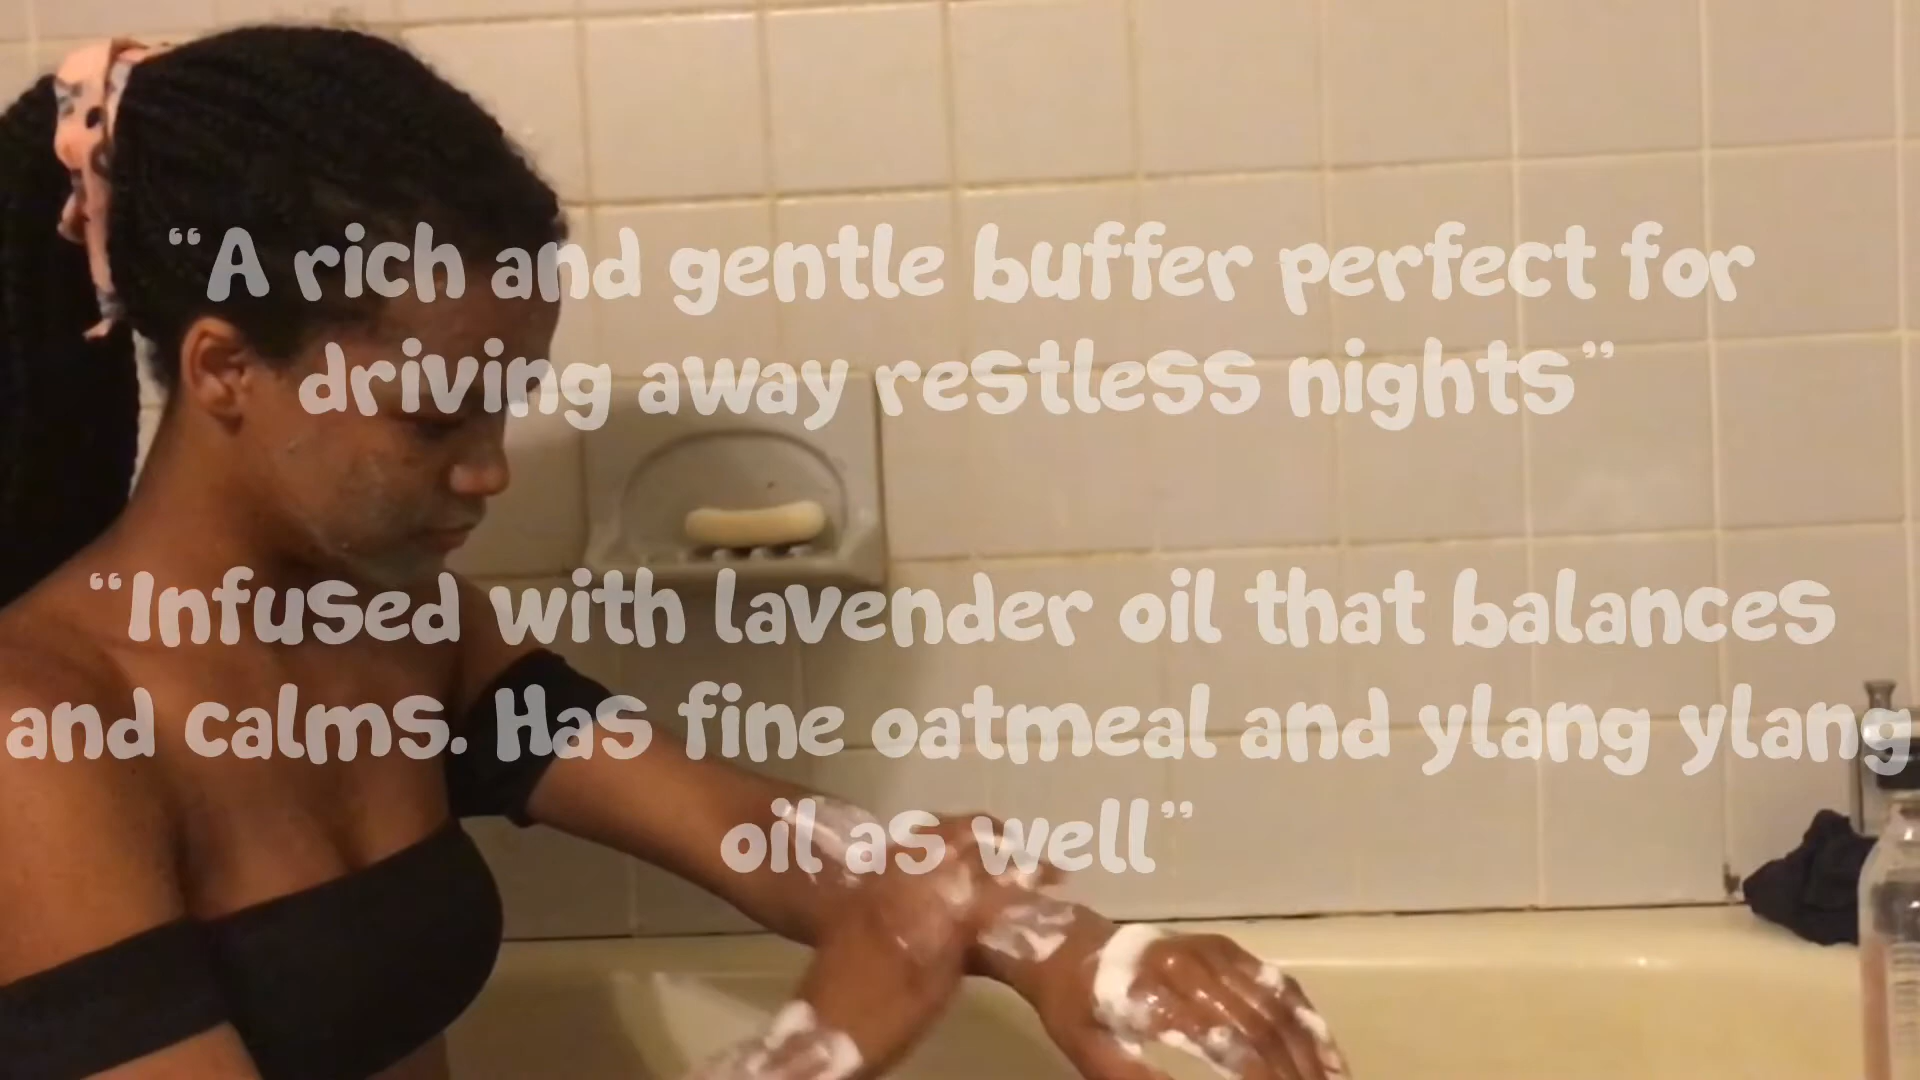 “A rich and gentle buffer perfect for
driving away restless nights”
“Infused with lavender oil that balances
and calms. Has fine oatmeal and ylang ylang
oil as well”